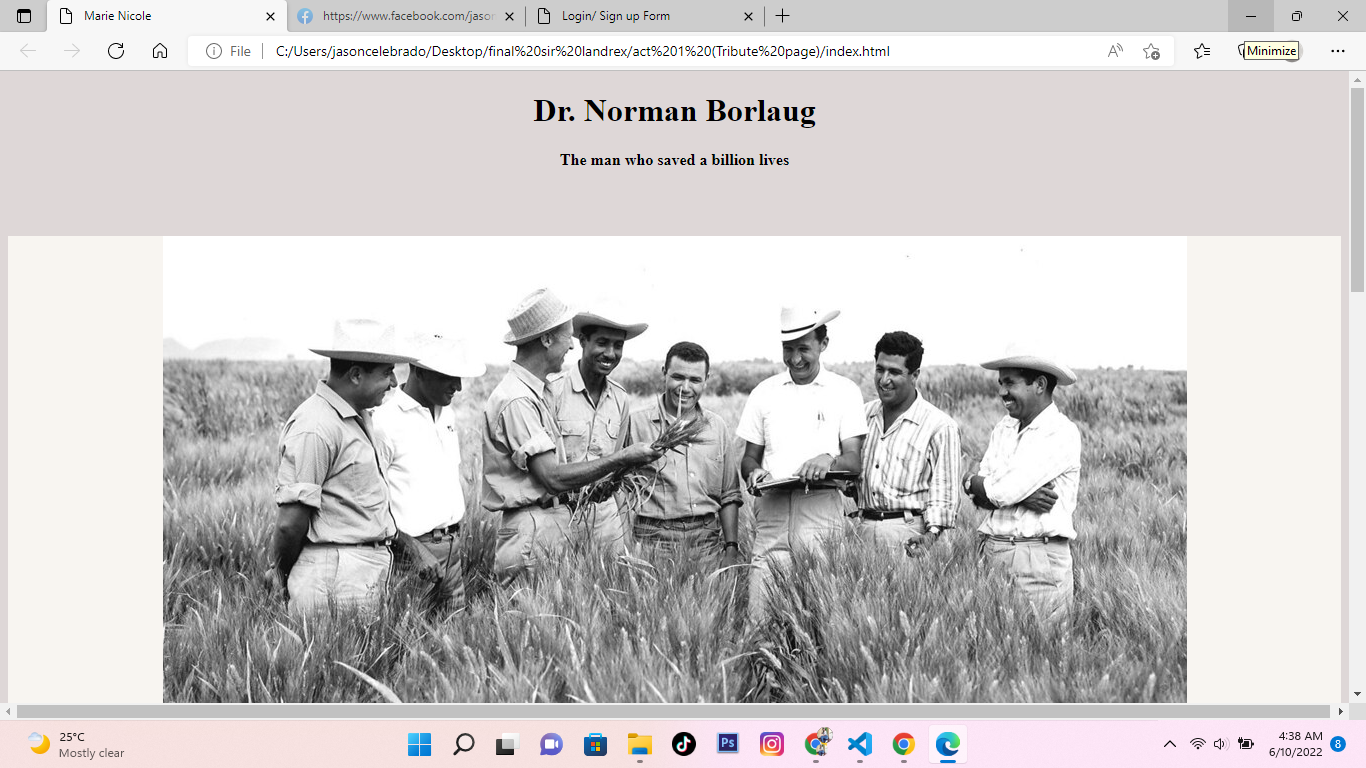 Marie Nicole
https://www.facebook.com/jason
Login/ Sign up Form
File
C:/Users/jasoncelebrado/Desktop/final%20sir%20landrex/act%201%20(Tribute%20page)/index.html
Minimize
Dr. Norman Borlaug
The man who saved a billion lives
25°C
Mostly clear
Ps
4:38 AM
6/10/2022
8